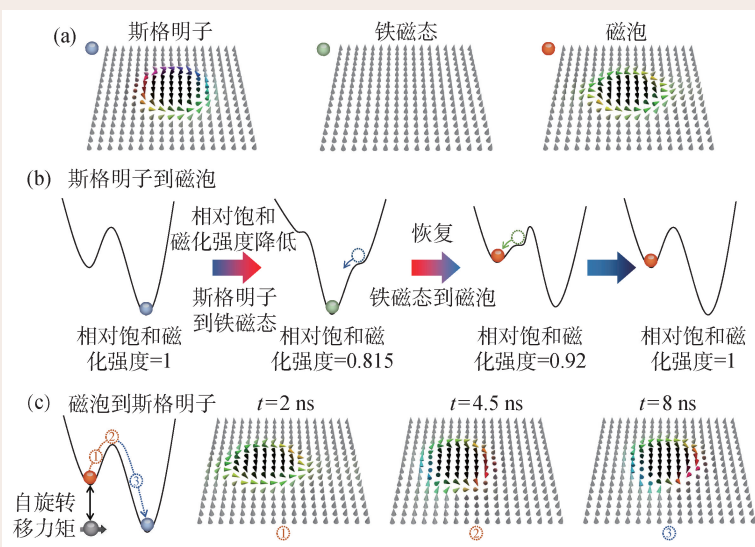 (a)
斯格明子
铁磁态
磁泡
(b) 斯格明子到磁泡
相对饱和
磁化强度降低
斯格明子
到铁磁态
恢复
铁磁态到磁泡
相对饱和磁
化强度=1
相对饱和磁
化强度=0.815
相对饱和磁
化强度=0.92
相对饱和磁
化强度=1
(c) 磁泡到斯格明子
t=2 ns
t=4.5 ns
t=8 ns
①
②
③
自旋转
移力矩
①
②
③